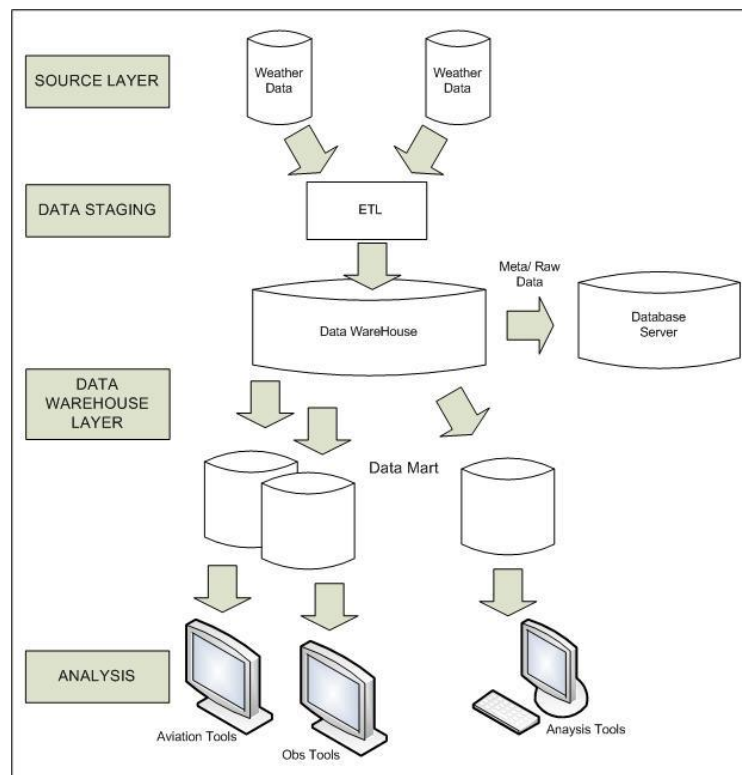 SOURCE LAYER
Weather
Data
Weather
Data
DATA STAGING
ETL
Meta/ Raw
Data
Data WareHouse
Database
Server
DATA
WAREHOUSE
LAYER
Data Mart
ANALYSIS
Aviation Tools
Obs Tools
Anaysis Tools